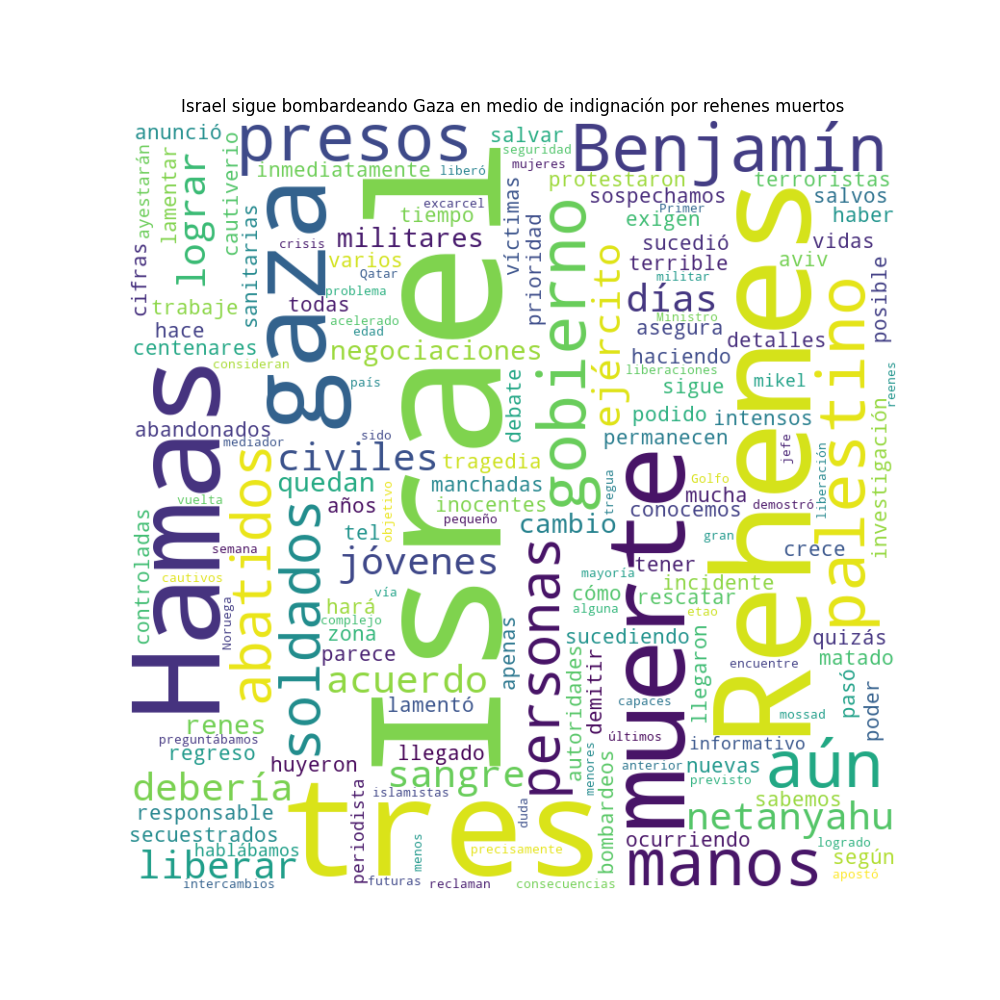 Israel sigue bombardeando Gaza en medio de indignación por rehenes muertos
anunció
presos
salvar
Benjamín
ayestarán
lamentar
lograr
cautiverio
inmediatamente
liberó
seguridad
mujeres
protestaron
terroristas
sospechamos
salvos
Primer
exigen
haber
excarcel
tiempo
gaza
Israel
víctimas
prioridad
gobierno
ejército
Rehenes
sanitarias
crisis
militares
sucedió
vidas
cifras
varios
Qatar
terrible
aviv
posible
problema
militar
trabaje
todas
días
acelerado
Ministro
hace
edad
asegura
detalles
palestino
centenares
negociaciones
haciendo
consideran
liberaciones
país
debate
sigue
mikel
reenes
Hamas
podido
intensos
investigación
abandonados
sido
permanecen
jefe
mediador
civiles
tragedia
muerte
liberación
abatidos
quedan
manchadas
tregua
Golfo
objetivo
mucha
vuelta
años
inocentes
conocemos
demostró
controladas
soldados
pequeño
cambio
tel
gran
semana
jóvenes
personas
crece
tener
cautivos
mayoría
incidente
vía
cómo
rescatar
hará
alguna
etao
complejo
Noruega
zona
apenas
sucediendo
quizás
parece
autoridades
demitir
llegaron
matado
encuentre
acuerdo
pasó
poder
lamentó
capaces
mossad
renes
preguntábamos
últimos
informativo
regreso
llegado
menores
huyeron
anterior
nuevas
aún
sangre
bombardeos
previsto
debería
periodista
islamistas
tres
duda
sabemos
responsable
netanyahu
secuestrados
menos
ocurriendo
logrado
hablábamos
precisamente
liberar
manos
según
apostó
intercambios
futuras
reclaman
consecuencias